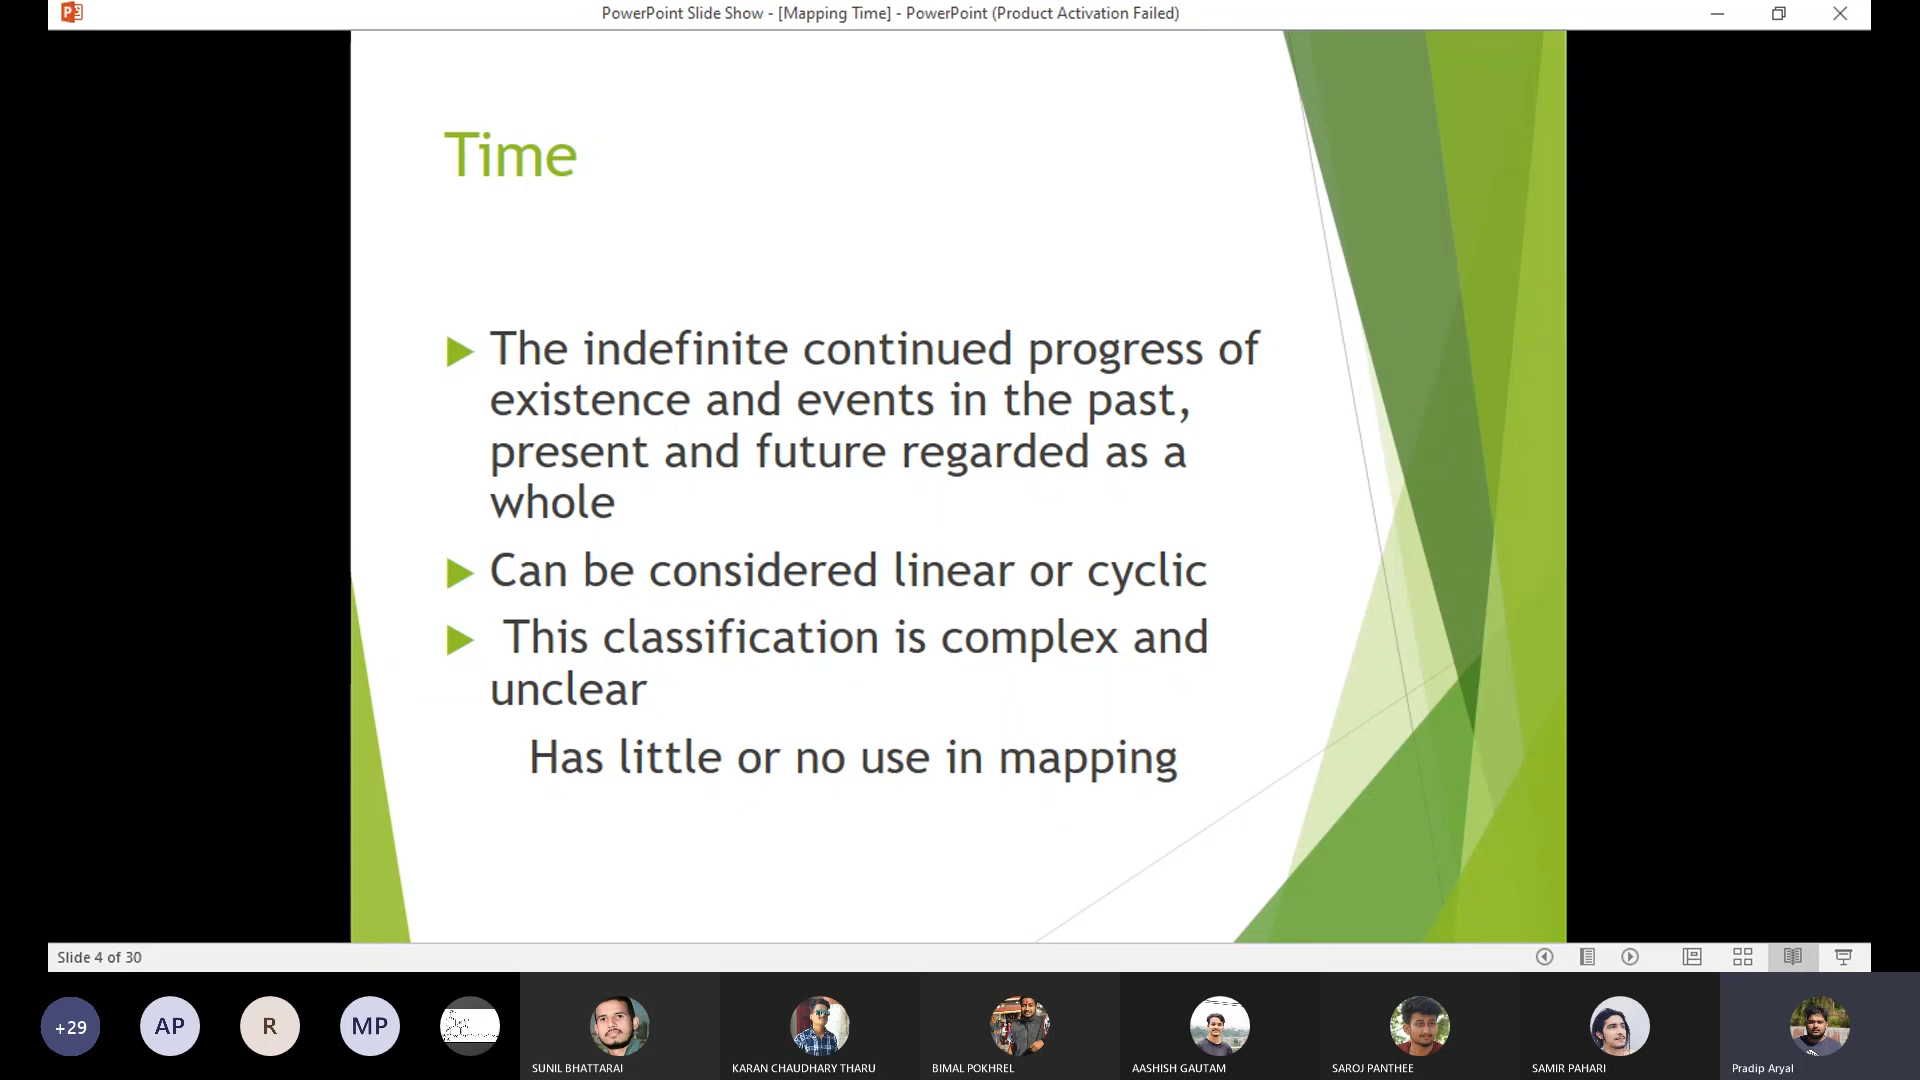 PowerPoint Slide Show - [Mapping Time] - PowerPoint (Product Activation Failed)
Time
The indefinite continued progress of
existence and events in the past,
present and future regarded as a
whole
Can be considered linear or cyclic
This classification is complex and
unclear
Has little or no use in mapping
Slide 4 of 30
+29
AP
R
MP
SUNIL BHATTARAI
KARAN CHAUDHARY THARU
BIMAL POKHREL
AASHISH GAUTAM
SAROJ PANTHEE
SAMIR PAHARI
Pradip Aryal